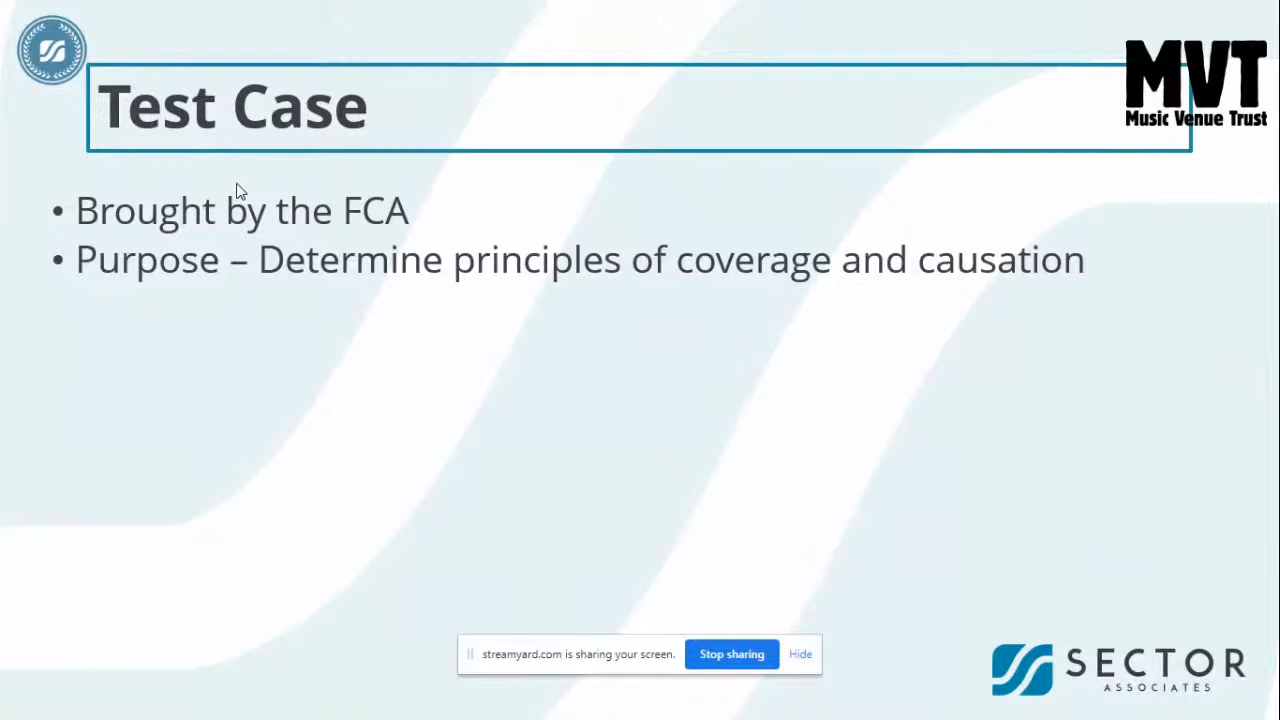 MVT
Music Venue Trust
Test Case
• Brought by the FCA
• Purpose – Determine principles of coverage and causation
streamyard.com is sharing your screen. Stop sharing Hide
SECTOR
ASSOCIATES